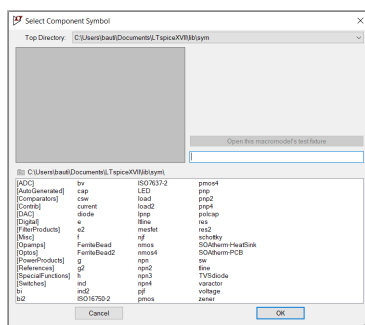 Select Component Symbol
Top Directory: C:\Users\bauti\Documents\LTspiceXVII\lib\sym
Open this macromodel's test fixture
C:\Users\bauti\Documents\LTspiceXVII\lib\sym\
[ADC] bv ISO7637-2 pmos4
[AutoGenerated] cap LED pnp
[Comparators] csw load pnp2
[Contrib] current load2 pnp4
[DAC] diode lpnp polcap
[Digital] e ltline res
[FilterProducts] e2 mesfet res2
[Misc] f njf schottky
[Opamps] FerriteBead nmos SOAtherm-HeatSink
[Optos] FerriteBead2 nmos4 SOAtherm-PCB
[PowerProducts] g npn sw
[References] g2 npn2 tline
[SpecialFunctions] h npn3 TVSdiode
[Switches] ind npn4 varactor
bi ind2 pjf voltage
bi2 ISO16750-2 pmos zener
Cancel OK